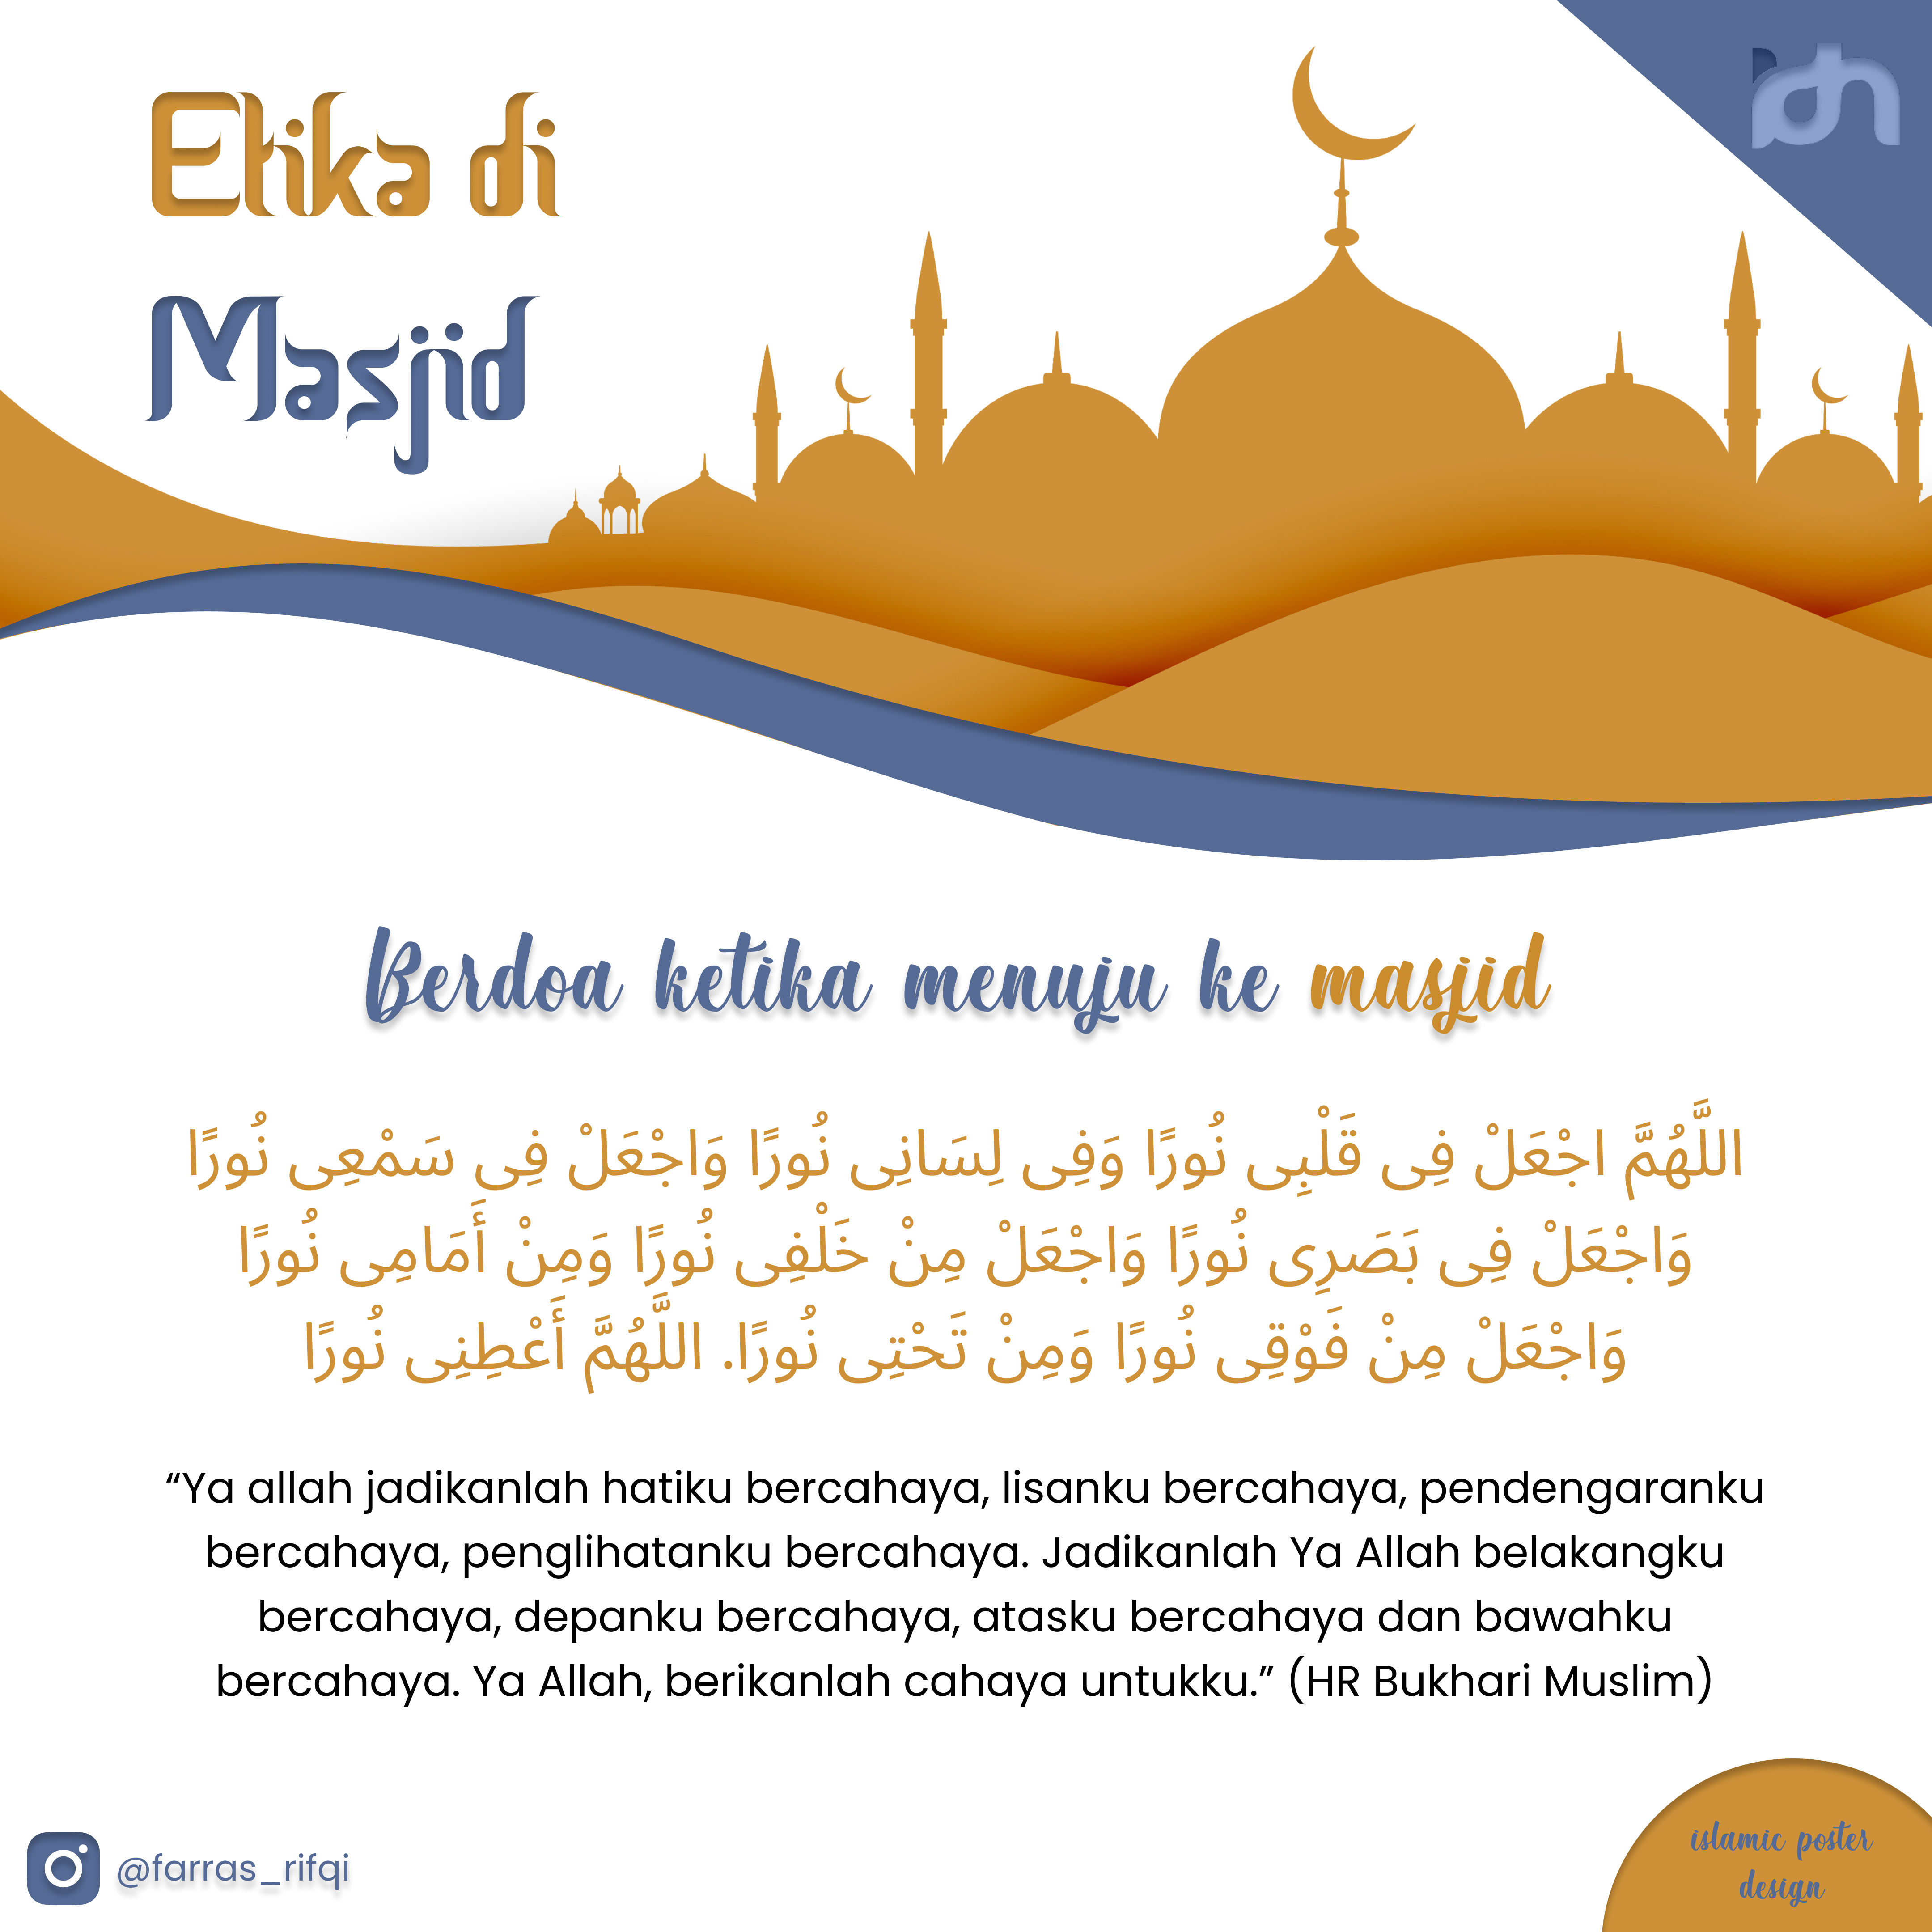 Etika di
Masjid
Berdoa ketika menuju ke masjid
اللَّهُمَّ اجْعَلْ فِى قَلْبِى نُورًا وَفِى لِسَانِى نُورًا وَاجْعَلْ فِى سَمْعِى نُورًا
وَاجْعَلْ فِى بَصَرِى نُورًا وَاجْعَلْ مِنْ خَلْفِى نُورًا وَمِنْ أَمَامِى نُورًا
وَاجْعَلْ مِنْ فَوْقِى نُورًا وَمِنْ تَحْتِى نُورًا. اللَّهُمَّ أَعْطِنِى نُورًا
“Ya allah jadikanlah hatiku bercahaya, lisanku bercahaya, pendengaranku
bercahaya, penglihatanku bercahaya. Jadikanlah Ya Allah belakangku
bercahaya, depanku bercahaya, atasku bercahaya dan bawahku
bercahaya. Ya Allah, berikanlah cahaya untukku.” (HR Bukhari Muslim)
@farras_rifqi
islamic poster
design